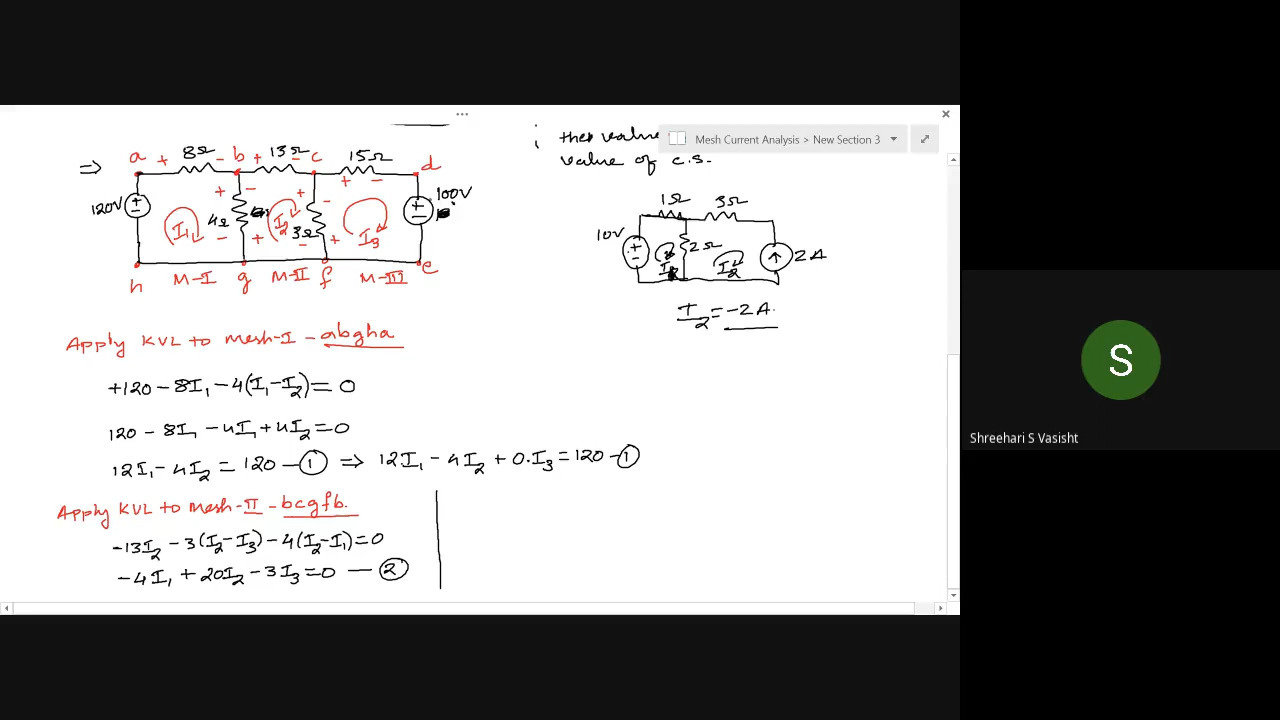 ther value
value of c.s.
Mesh Current Analysis > New Section 3
⇒ a + 8Ω - b + 13Ω - c 15Ω d
+ - + - + -
120V + - 4Ω I₁ I₂ 3Ω I₃ 100V + -
- + - +
h M-I g M-II f M-III e
1Ω 3Ω
10V + - 2Ω I₂ 2A
I₂ = -2A.
Apply KVL to mesh-I - abgha
+120 - 8I₁ - 4(I₁-I₂) = 0
120 - 8I₁ - 4I₁ + 4I₂ = 0
12I₁ - 4I₂ = 120 - ① ⇒ 12I₁ - 4I₂ + 0.I₃ = 120 - ①
Apply KVL to mesh-II - bcgfb.
-13I₂ - 3(I₂-I₃) - 4(I₂-I₁) = 0
-4I₁ + 20I₂ - 3I₃ = 0 — ②
S
Shreehari S Vasisht